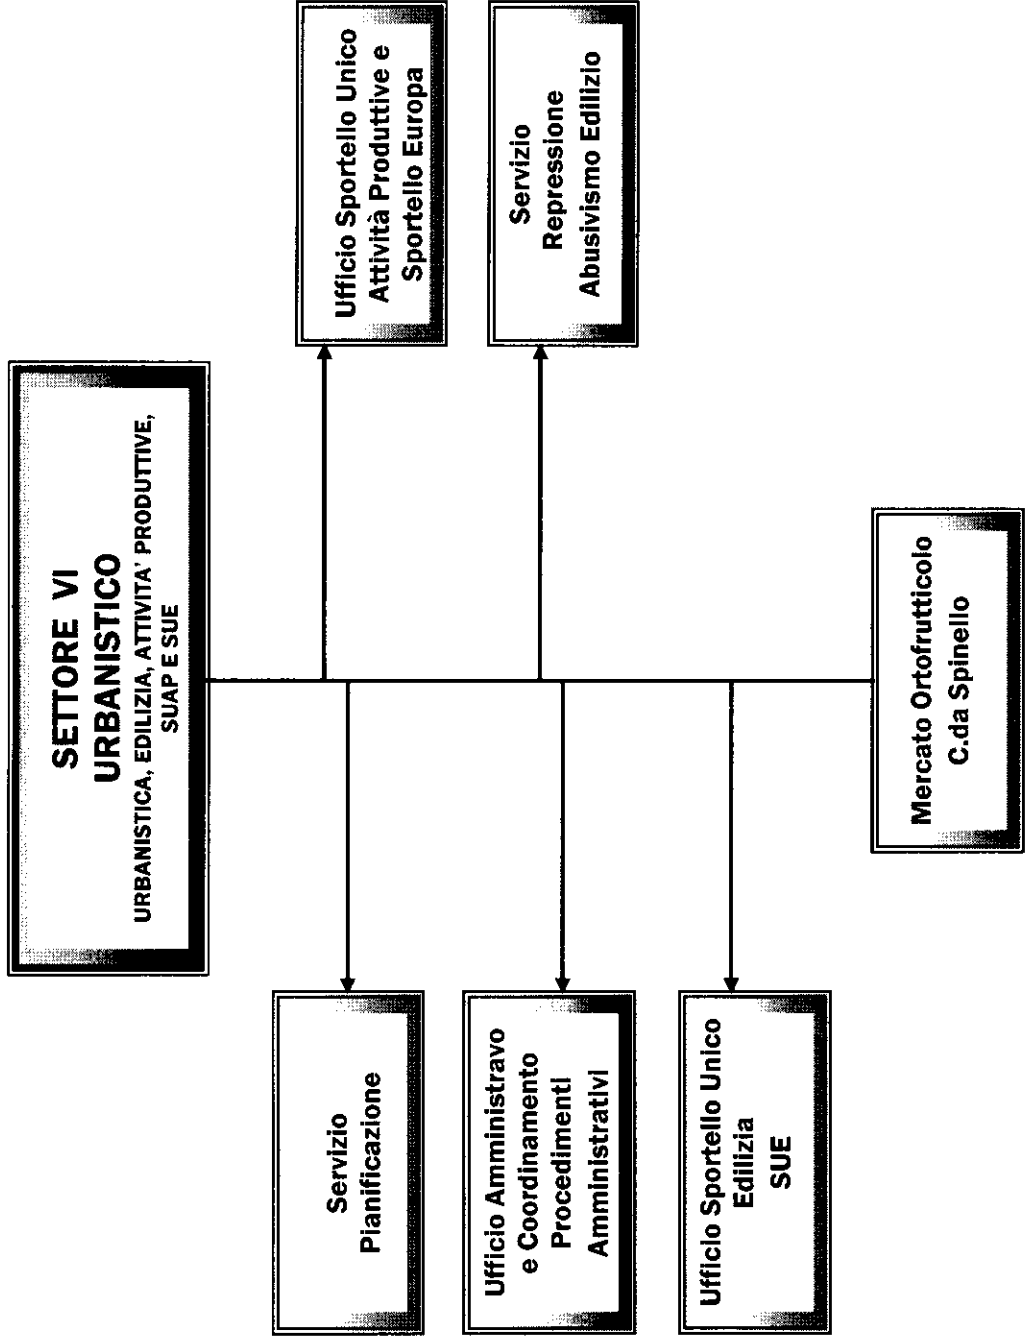 SETTORE VI
URBANISTICO
URBANISTICA, EDILIZIA, ATTIVITA' PRODUTTIVE,
SUAP E SUE
Servizio
Pianificazione
Ufficio Sportello Unico
Attività Produttive e
Sportello Europa
Ufficio Amministravo
e Coordinamento
Procedimenti
Amministrativi
Servizio
Repressione
Abusivismo Edilizio
Ufficio Sportello Unico
Edilizia
SUE
Mercato Ortofrutticolo
C.da Spinello